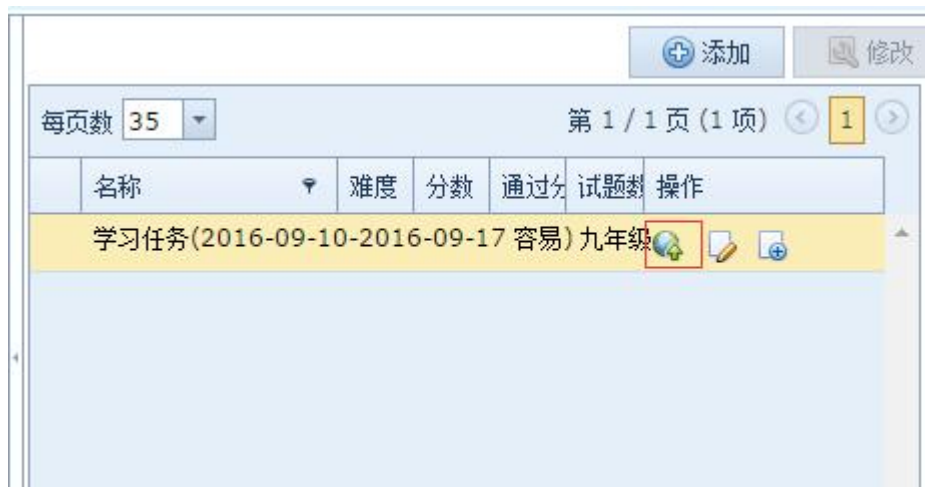 添加 修改
每页数 35 第 1 / 1 页 (1 项) 1
名称 难度 分数 通过分 试题数 操作
学习任务(2016-09-10-2016-09-17 容易) 九年级